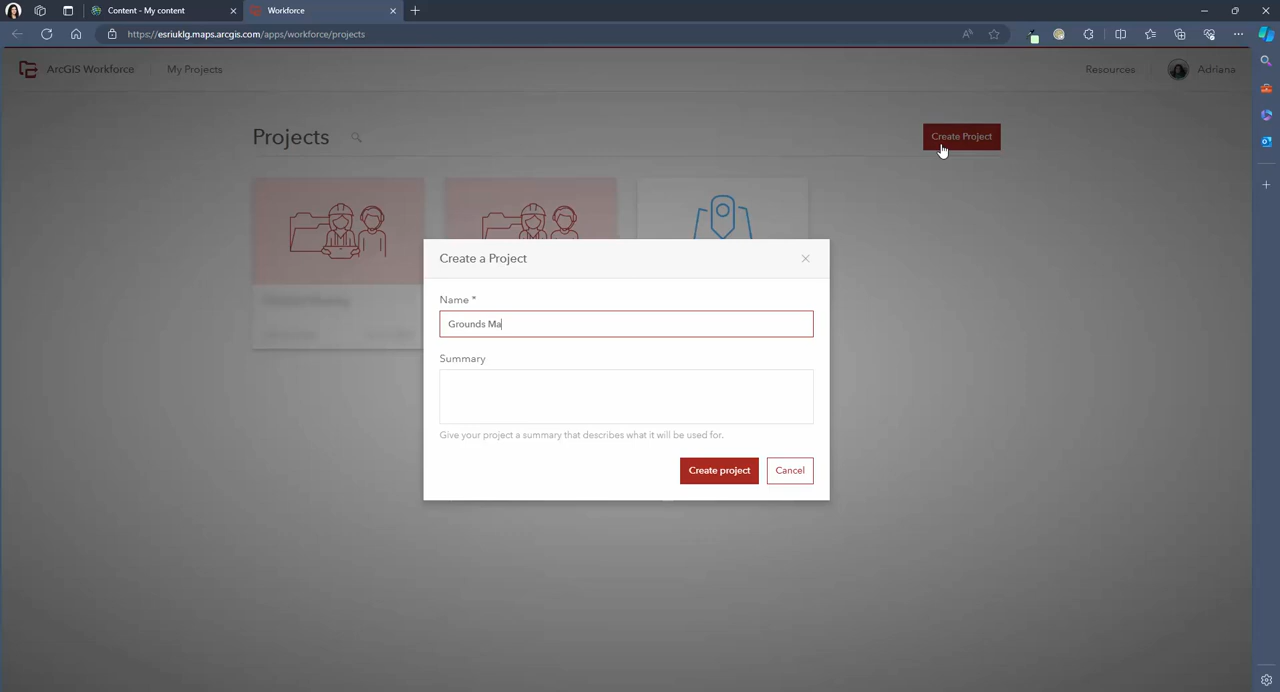 Content - My content
Workforce
https://esriuklg.maps.arcgis.com/apps/workforce/projects
ArcGIS Workforce
My Projects
Resources
Adriana
Projects
Create Project
Create a Project
Name *
Grounds Ma
Summary
Give your project a summary that describes what it will be used for.
Create project
Cancel